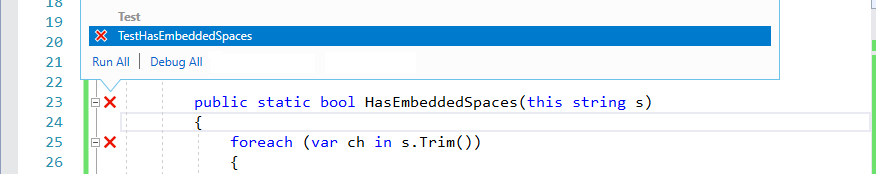 18
Test
19
TestHasEmbeddedSpaces
20
21 Run All | Debug All
22
23 public static bool HasEmbeddedSpaces(this string s)
24 {
25 foreach (var ch in s.Trim())
26 {